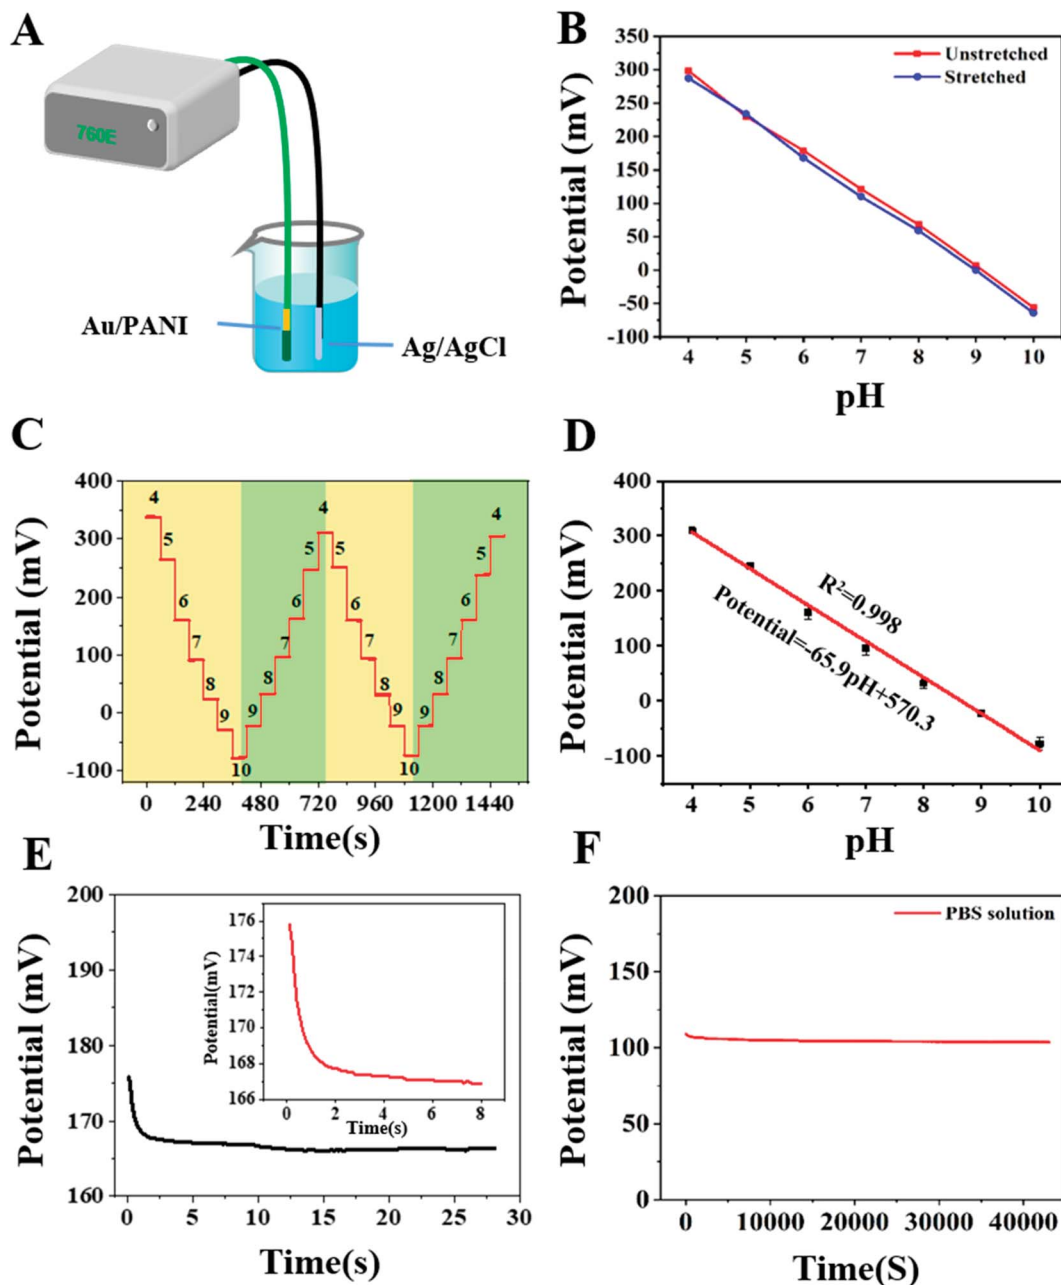 A
760E
Au/PANI
Ag/AgCl
B
350
300
250
200
150
100
50
0
-50
-100
Potential (mV)
Unstretched
Stretched
4 5 6 7 8 9 10
pH
C
400
300
200
100
0
-100
Potential (mV)
4
5
6
7
8
9
10
9
8
7
6
5
4
5
6
7
8
9
10
9
8
7
6
5
4
0 240 480 720 960 1200 1440
Time(s)
D
400
300
200
100
0
-100
Potential (mV)
R²=0.998
Potential=-65.9pH+570.3
4 5 6 7 8 9 10
pH
E
200
190
180
170
160
Potential (mV)
176
174
172
170
168
166
Potential(mV)
0 2 4 6 8
Time(s)
0 5 10 15 20 25 30
Time(s)
F
200
150
100
50
0
Potential (mV)
PBS solution
0 10000 20000 30000 40000
Time(S)